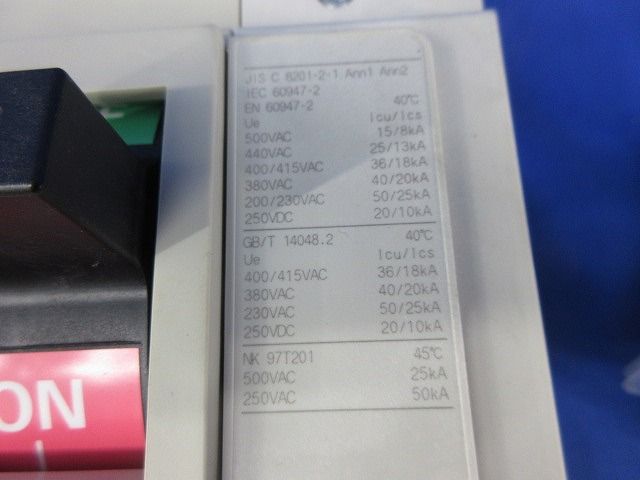 JIS C 8201-2-1 Ann1 Ann2
IEC 60947-2
EN 60947-2 40℃
Ue Icu/Ics
500VAC 15/8kA
440VAC 25/13kA
400/415VAC 36/18kA
380VAC 40/20kA
200/230VAC 50/25kA
250VDC 20/10kA
GB/T 14048.2 40℃
Ue Icu/Ics
400/415VAC 36/18kA
380VAC 40/20kA
230VAC 50/25kA
250VDC 20/10kA
NK 97T201 45℃
500VAC 25kA
250VAC 50kA
ON